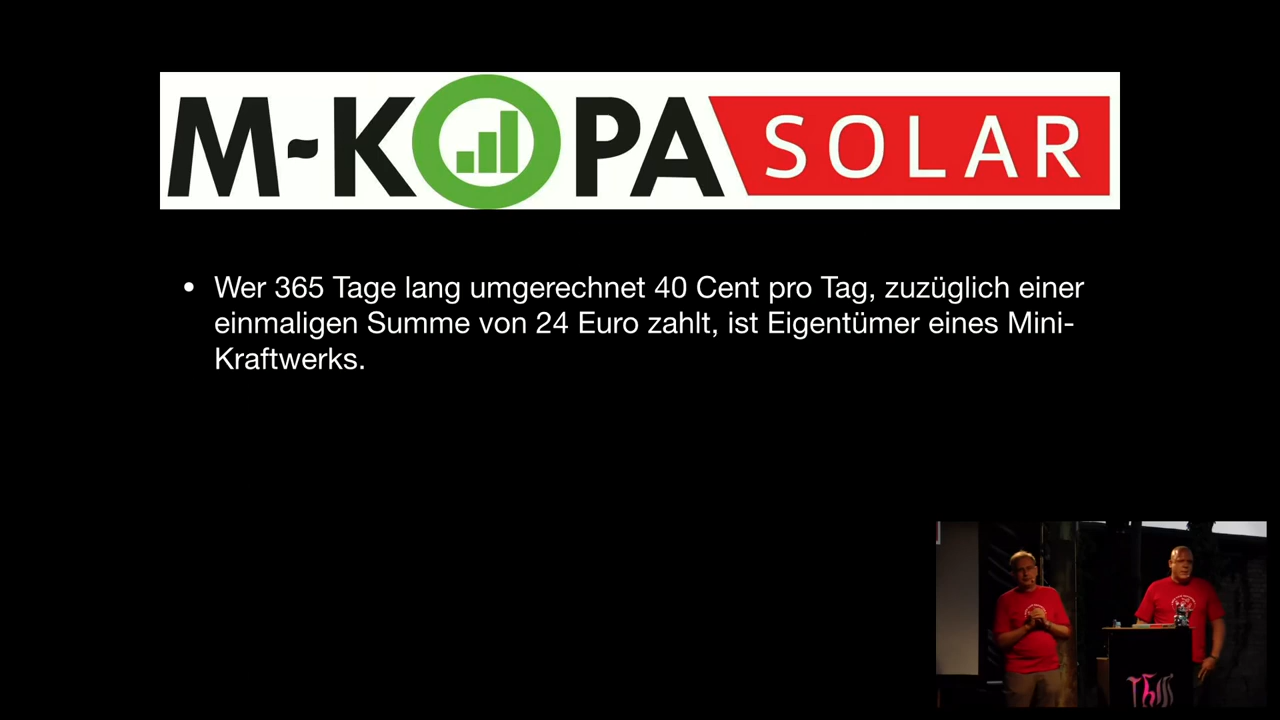 M~KOPA SOLAR
• Wer 365 Tage lang umgerechnet 40 Cent pro Tag, zuzüglich einer
einmaligen Summe von 24 Euro zahlt, ist Eigentümer eines Mini-
Kraftwerks.